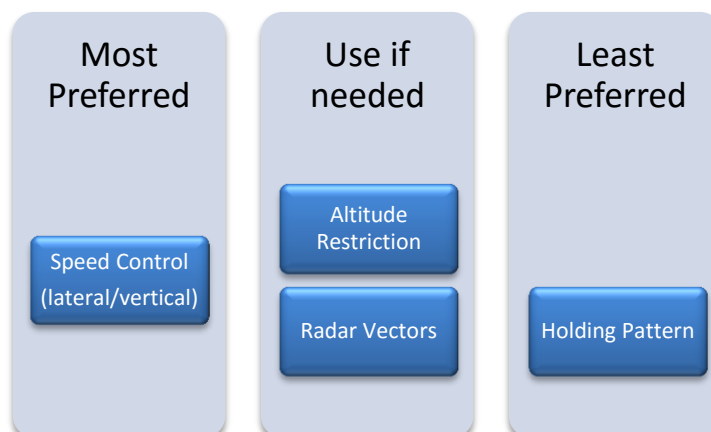 Most
Preferred
Speed Control
(lateral/vertical)
Use if
needed
Altitude
Restriction
Radar Vectors
Least
Preferred
Holding Pattern